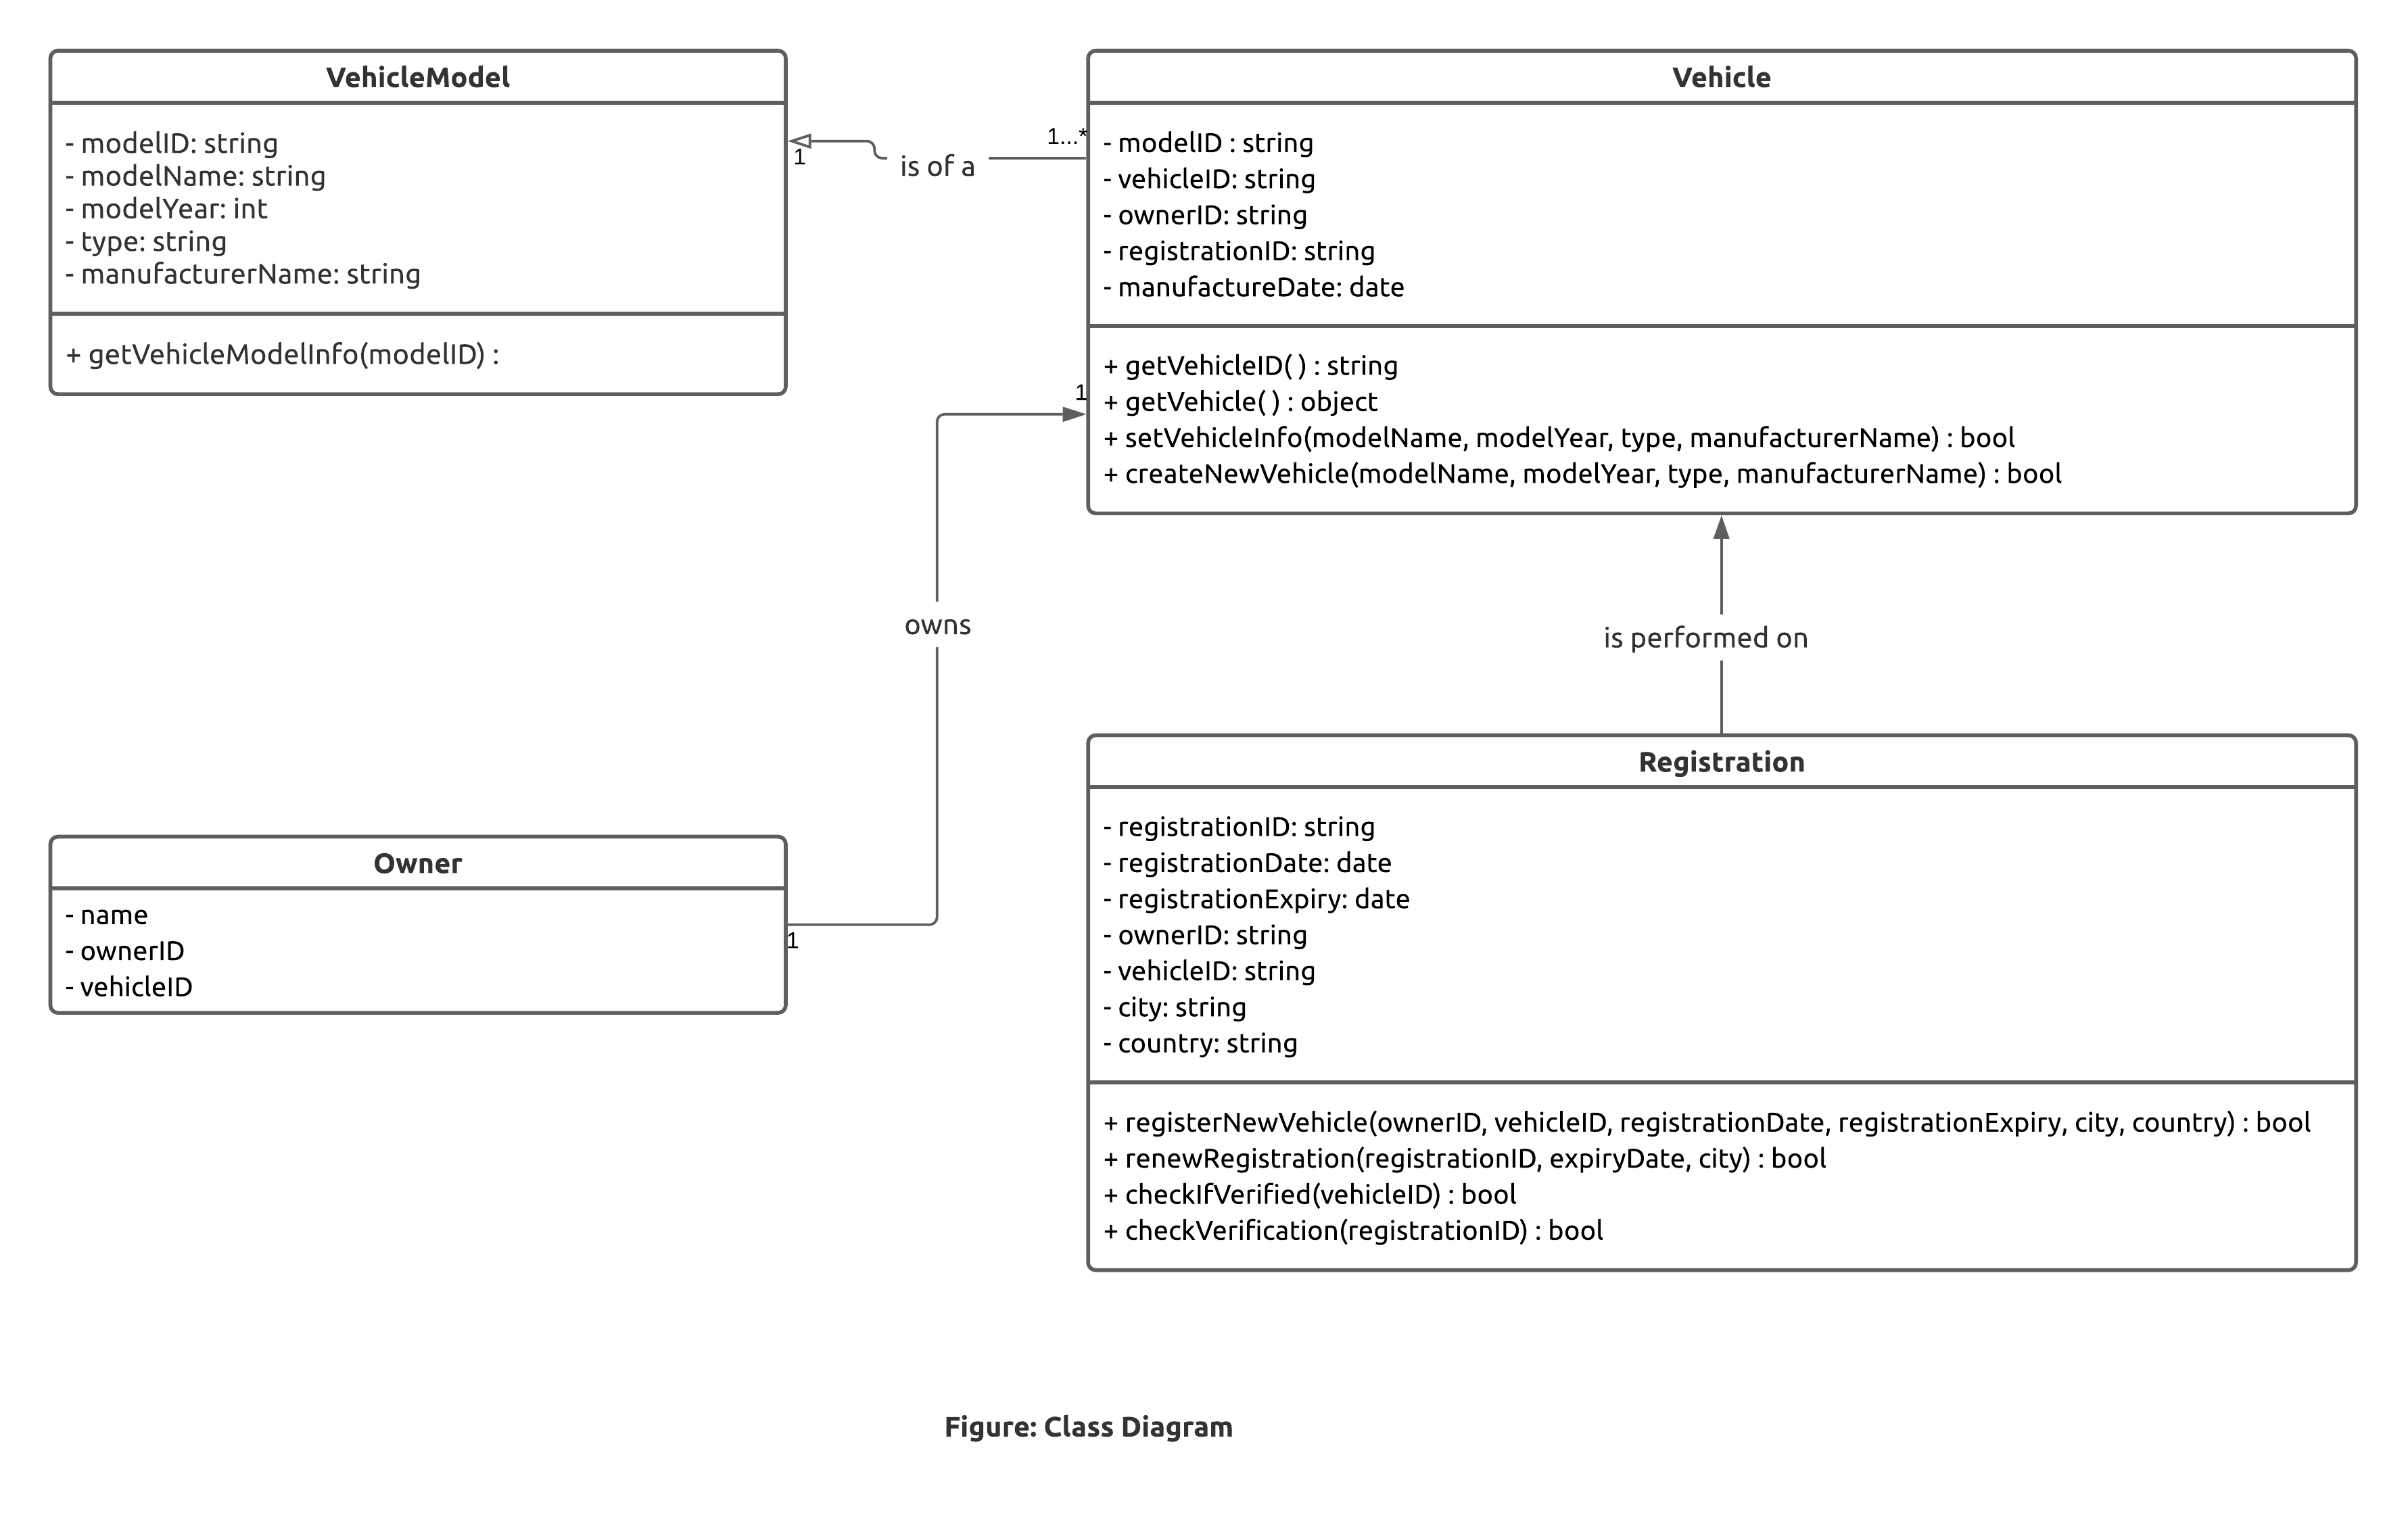 VehicleModel
- modelID: string
- modelName: string
- modelYear: int
- type: string
- manufacturerName: string
+ getVehicleModelInfo(modelID) :
1
is of a
1...*
Vehicle
- modelID : string
- vehicleID: string
- ownerID: string
- registrationID: string
- manufactureDate: date
+ getVehicleID( ) : string
+ getVehicle( ) : object
+ setVehicleInfo(modelName, modelYear, type, manufacturerName) : bool
+ createNewVehicle(modelName, modelYear, type, manufacturerName) : bool
1
owns
1
is performed on
Owner
- name
- ownerID
- vehicleID
Registration
- registrationID: string
- registrationDate: date
- registrationExpiry: date
- ownerID: string
- vehicleID: string
- city: string
- country: string
+ registerNewVehicle(ownerID, vehicleID, registrationDate, registrationExpiry, city, country) : bool
+ renewRegistration(registrationID, expiryDate, city) : bool
+ checkIfVerified(vehicleID) : bool
+ checkVerification(registrationID) : bool
Figure: Class Diagram